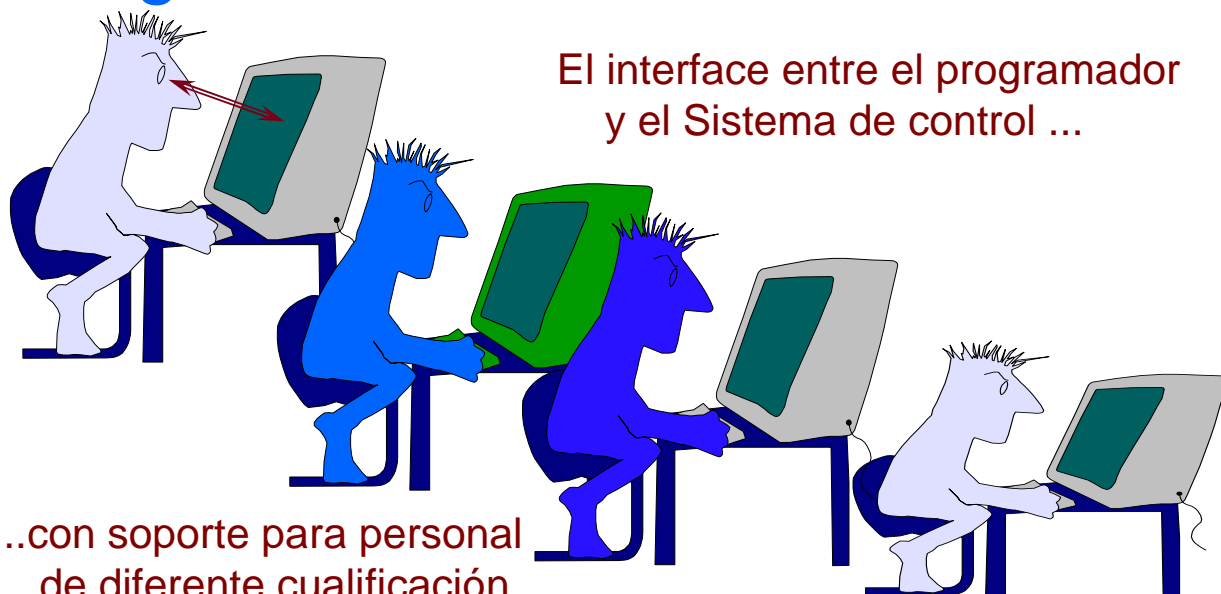 El interface entre el programador
y el Sistema de control ...
..con soporte para personal
de diferente cualificación